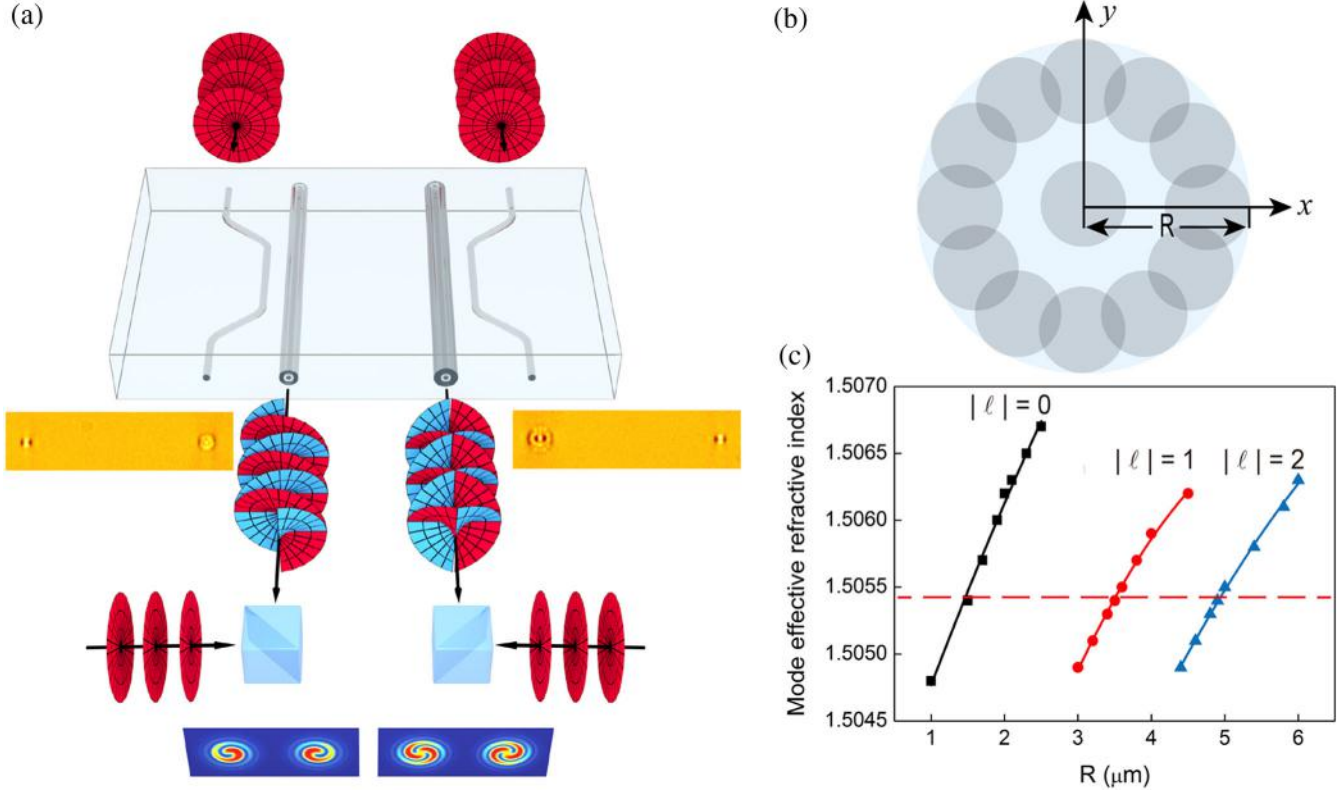 (a)
(b)
y
x
R
(c)
Mode effective refractive index
1.5070
1.5065
1.5060
1.5055
1.5050
1.5045
| ℓ | = 0
| ℓ | = 1
| ℓ | = 2
1 2 3 4 5 6
R (μm)